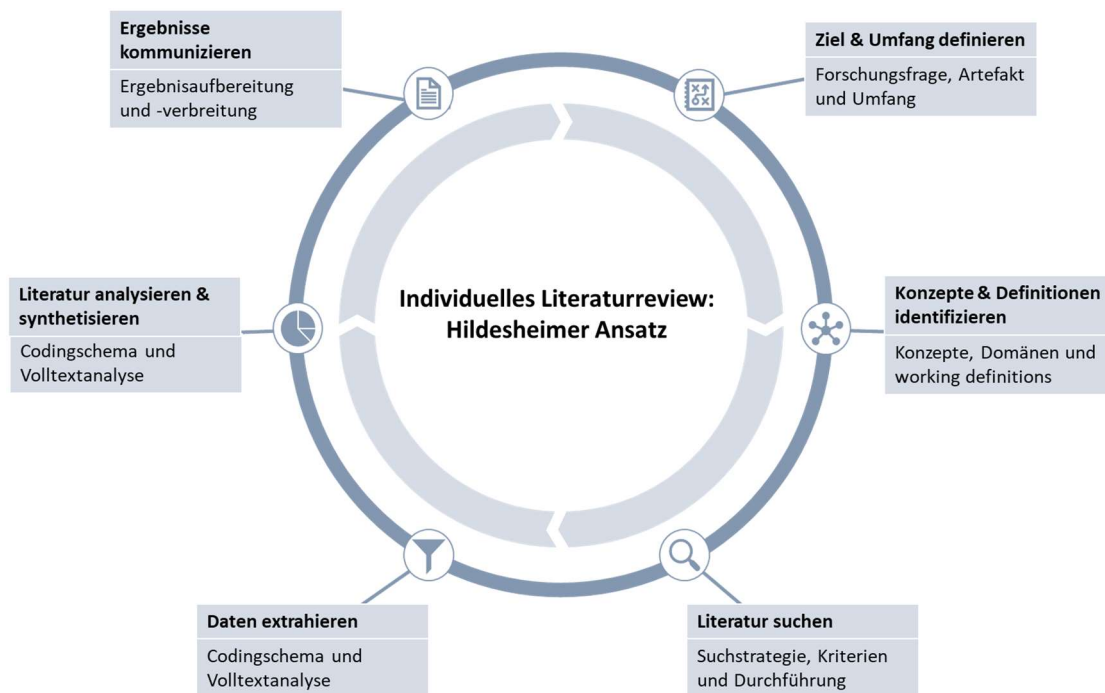 Individuelles Literaturreview:
Hildesheimer Ansatz
Ziel & Umfang definieren
Forschungsfrage, Artefakt
und Umfang
Konzepte & Definitionen
identifizieren
Konzepte, Domänen und
working definitions
Literatur suchen
Suchstrategie, Kriterien
und Durchführung
Daten extrahieren
Codingschema und
Volltextanalyse
Literatur analysieren &
synthetisieren
Codingschema und
Volltextanalyse
Ergebnisse
kommunizieren
Ergebnisaufbereitung
und -verbreitung